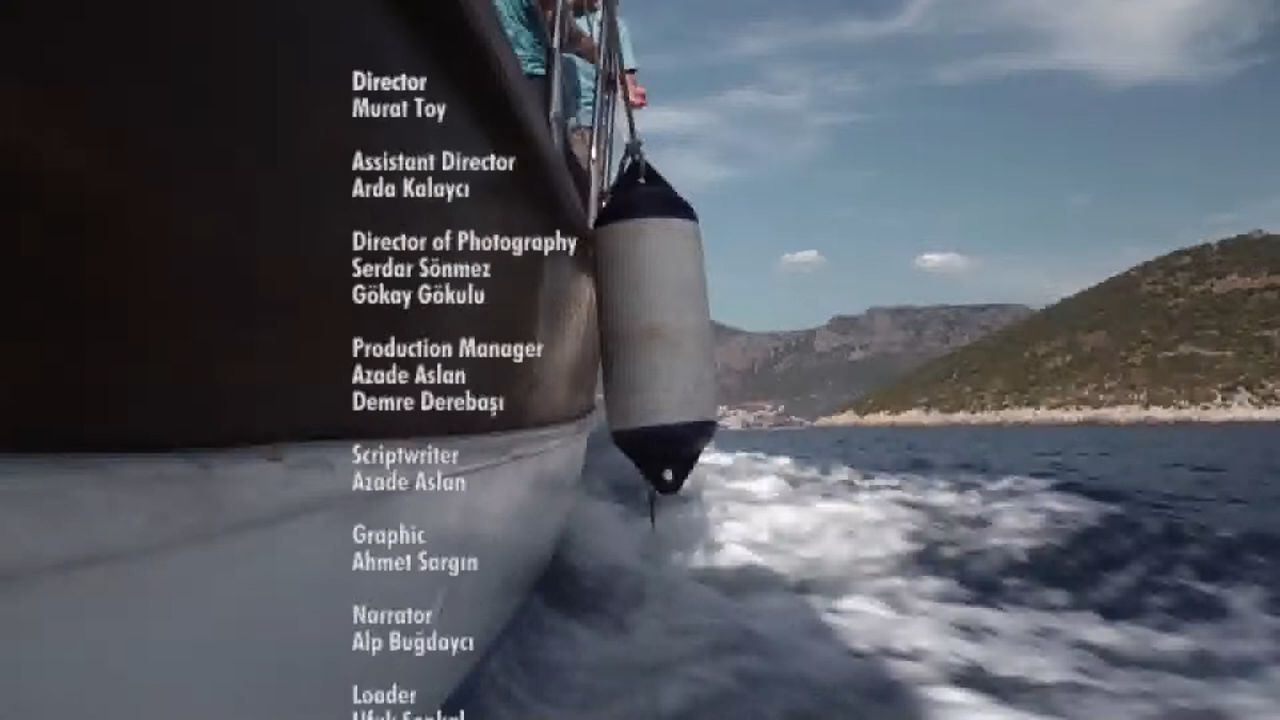 Director
Murat Toy
Assistant Director
Arda Kalaycı
Director of Photography
Serdar Sönmez
Gökay Gökulu
Production Manager
Azade Aslan
Demre Derebaşı
Scriptwriter
Azade Aslan
Graphic
Ahmet Sargın
Narrator
Alp Buğdaycı
Loader